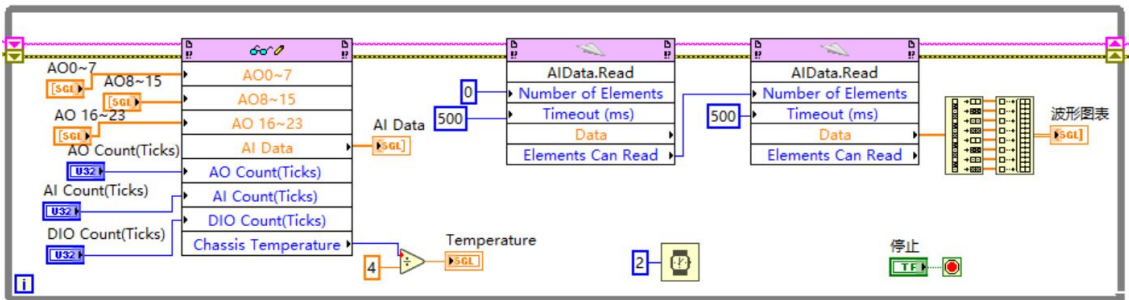 AO0~7
[SGL]
AO8~15
[SGL]
AO 16~23
[SGL]
AO Count(Ticks)
U32
AI Count(Ticks)
U32
DIO Count(Ticks)
U32
AO0~7
AO8~15
AO 16~23
AI Data
AO Count(Ticks)
AI Count(Ticks)
DIO Count(Ticks)
Chassis Temperature
AI Data
SGL]
4
Temperature
SGL
0
500
AIData.Read
Number of Elements
Timeout (ms)
Data
Elements Can Read
500
AIData.Read
Number of Elements
Timeout (ms)
Data
Elements Can Read
波形图表
SGL]
2
停止
TF
i